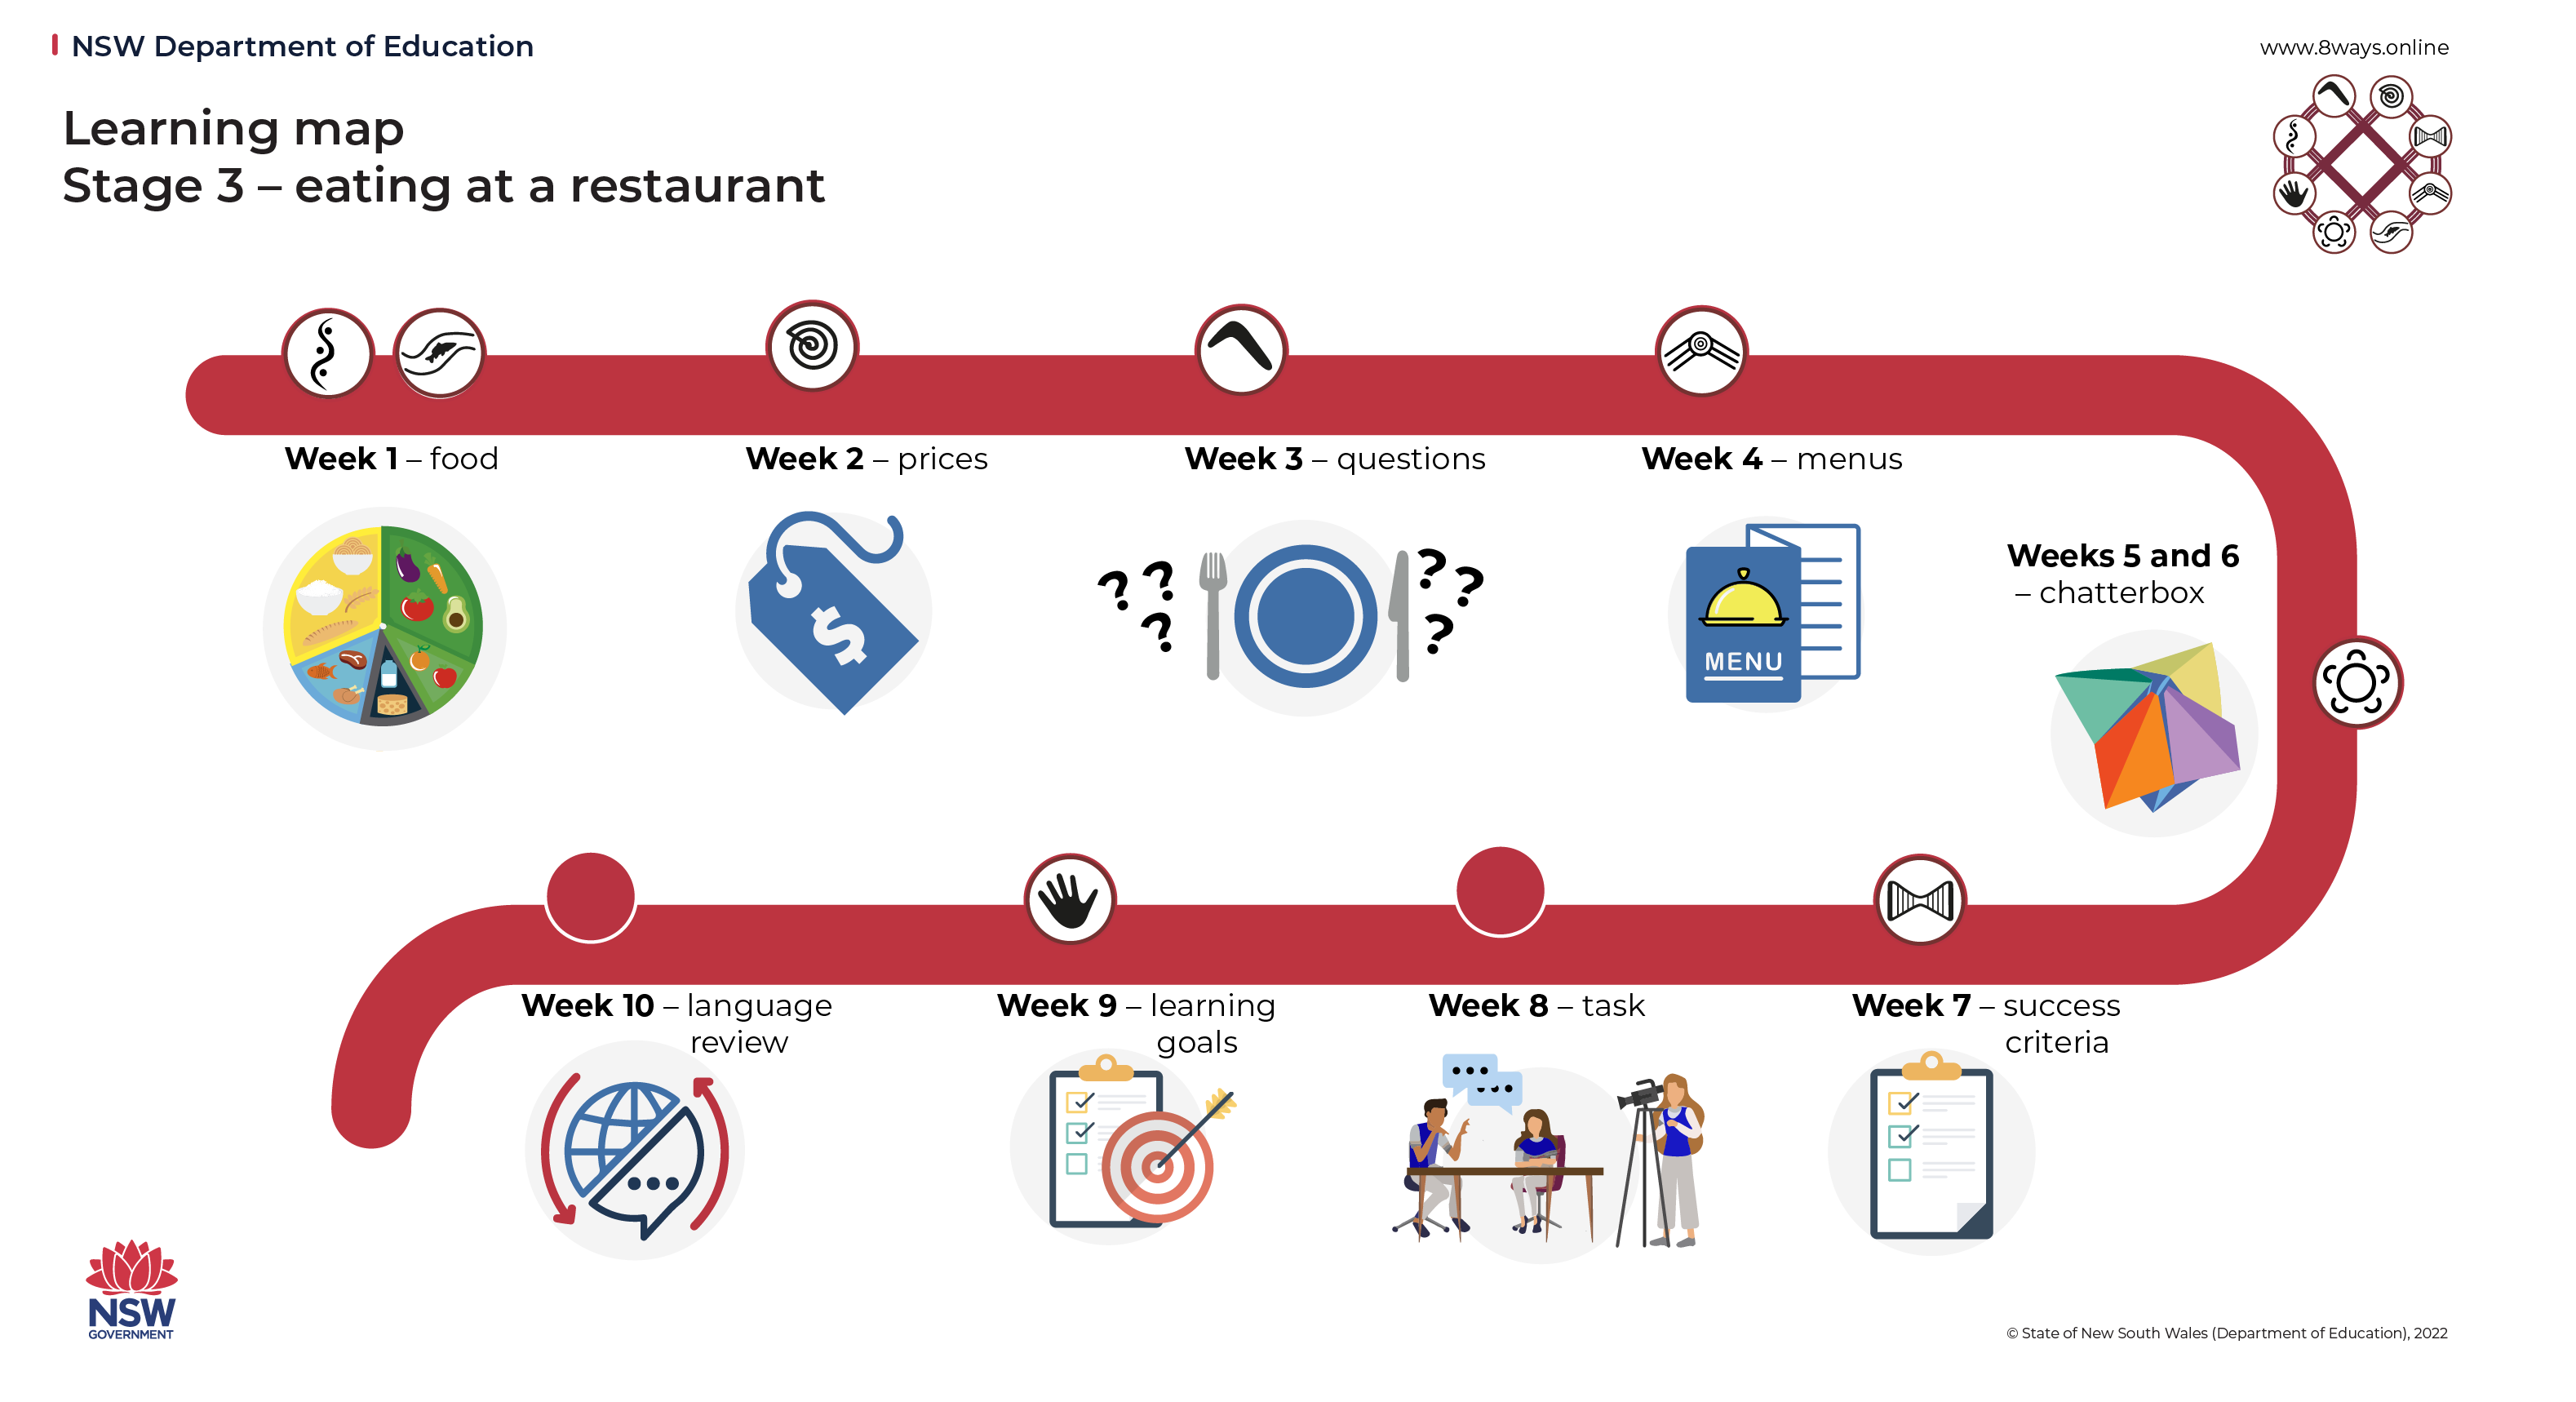 NSW Department of Education
www.8ways.online
Learning map
Stage 3 – eating at a restaurant
Week 1 – food
Week 2 – prices
Week 3 – questions
Week 4 – menus
$
? ? ?
? ? ?
MENU
Weeks 5 and 6
– chatterbox
Week 10 – language
review
Week 9 – learning
goals
Week 8 – task
Week 7 – success
criteria
NSW
GOVERNMENT
© State of New South Wales (Department of Education), 2022